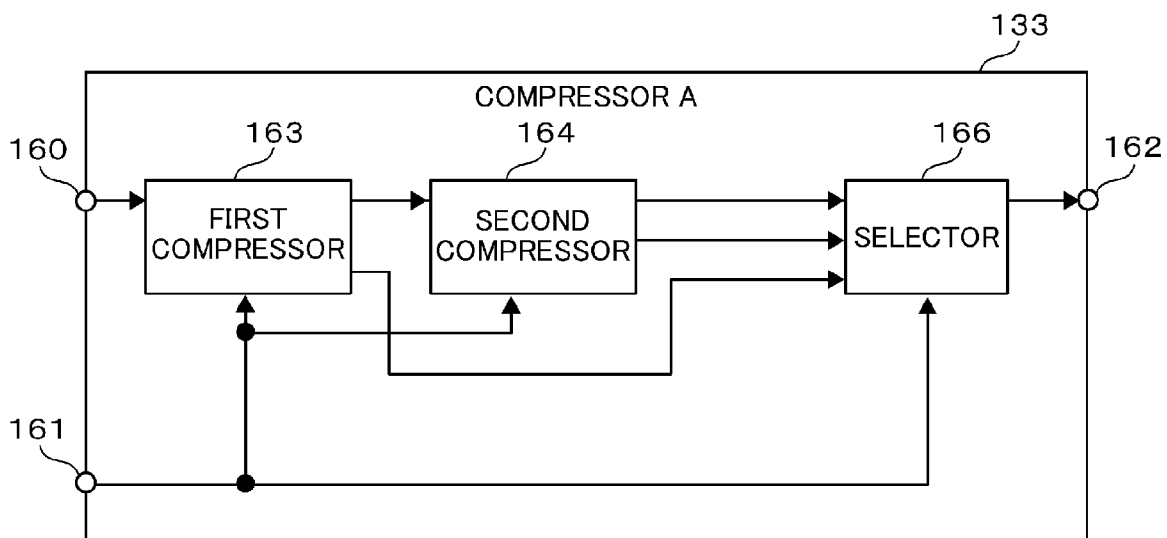 133
COMPRESSOR A
160
163
164
166
162
FIRST
COMPRESSOR
SECOND
COMPRESSOR
SELECTOR
161